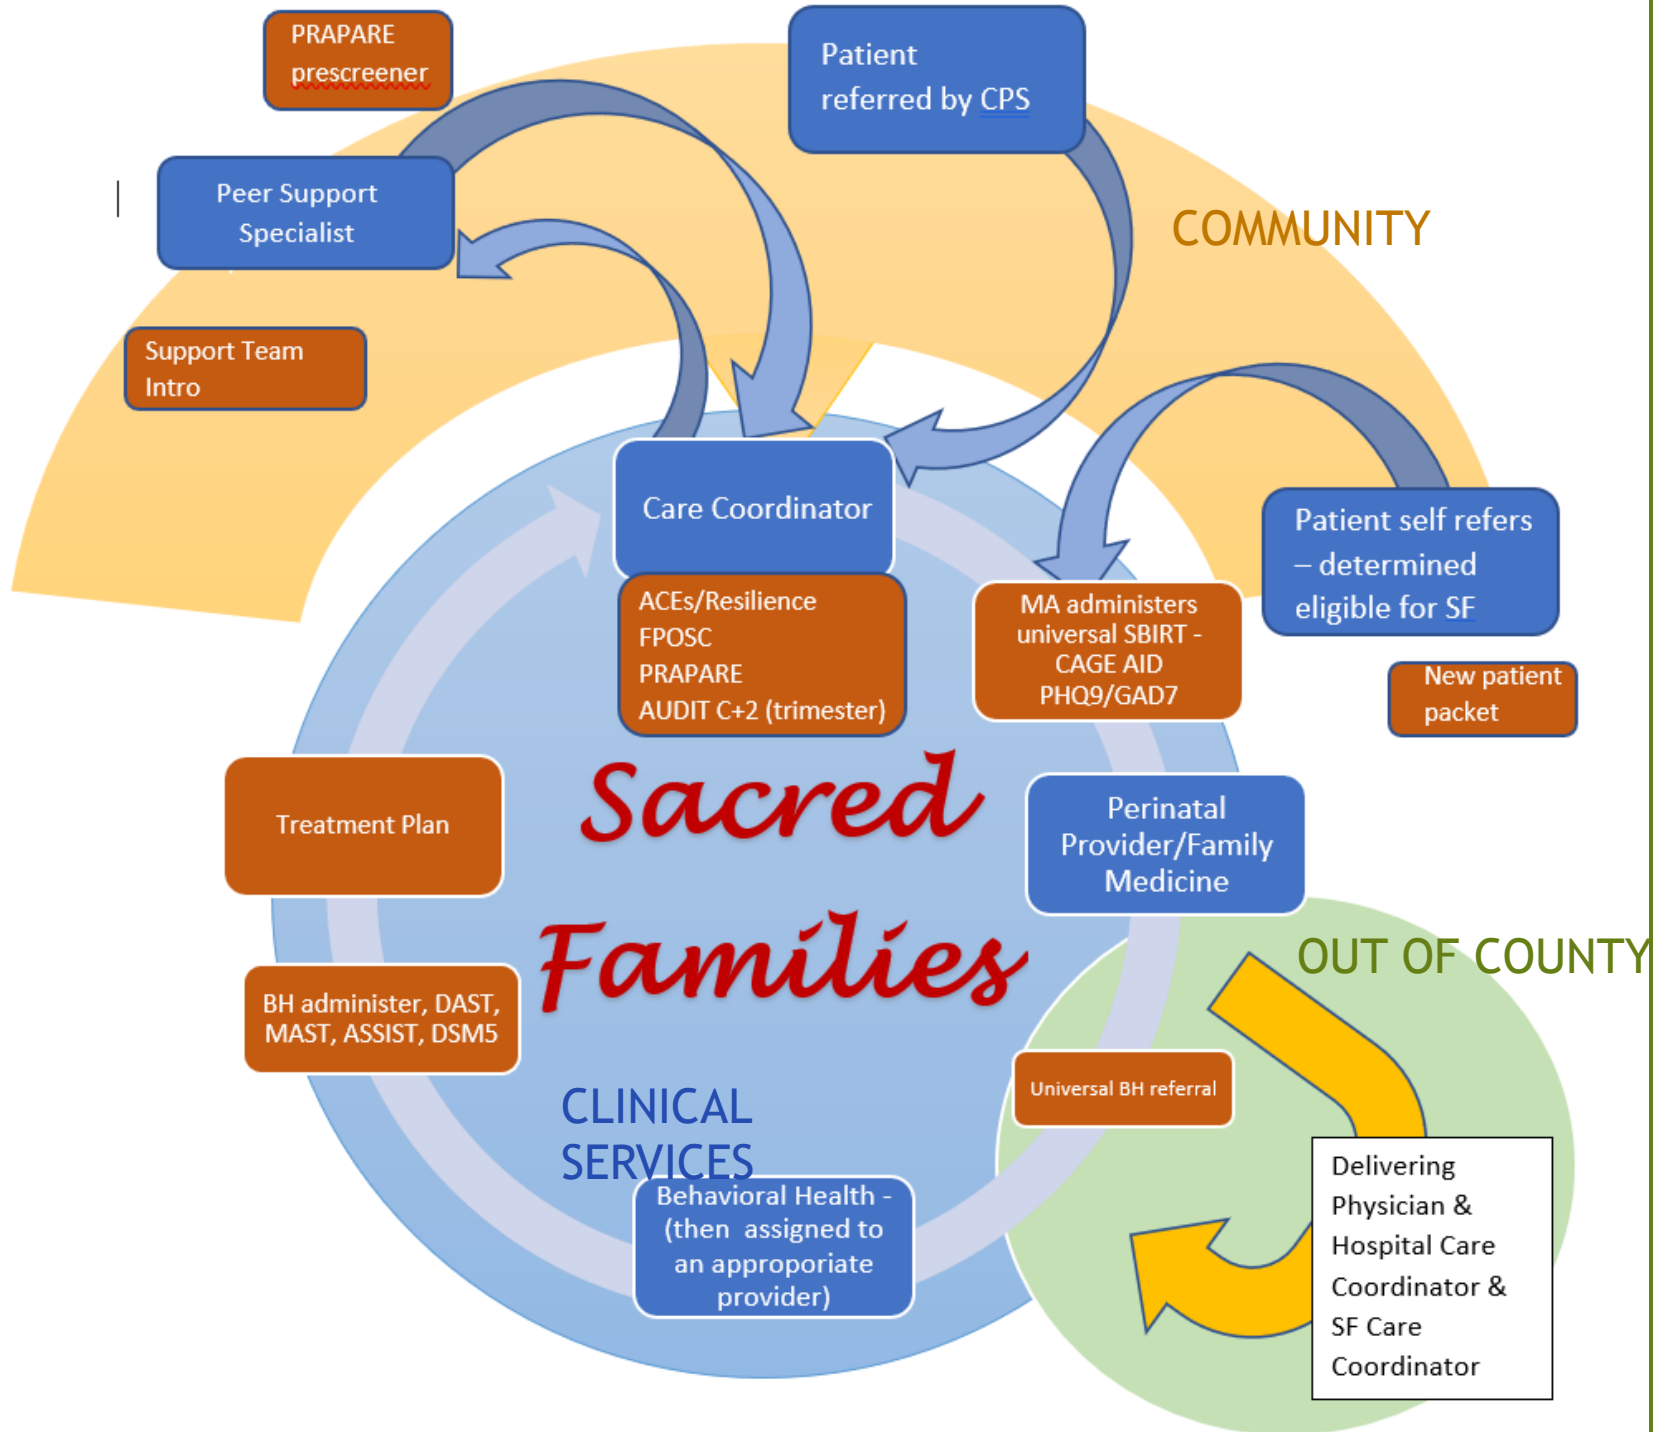 PRAPARE
prescreener
Patient
referred by CPS
Peer Support
Specialist
COMMUNITY
Support Team
Intro
Care Coordinator
Patient self refers
– determined
eligible for SF
ACEs/Resilience
FPOSC
PRAPARE
AUDIT C+2 (trimester)
MA administers
universal SBIRT -
CAGE AID
PHQ9/GAD7
New patient
packet
Sacred
Families
Treatment Plan
Perinatal
Provider/Family
Medicine
OUT OF COUNTY
BH administer, DAST,
MAST, ASSIST, DSM5
Universal BH referral
CLINICAL
SERVICES
Behavioral Health -
(then  assigned to
an approporiate
provider)
Delivering
Physician &
Hospital Care
Coordinator &
SF Care
Coordinator